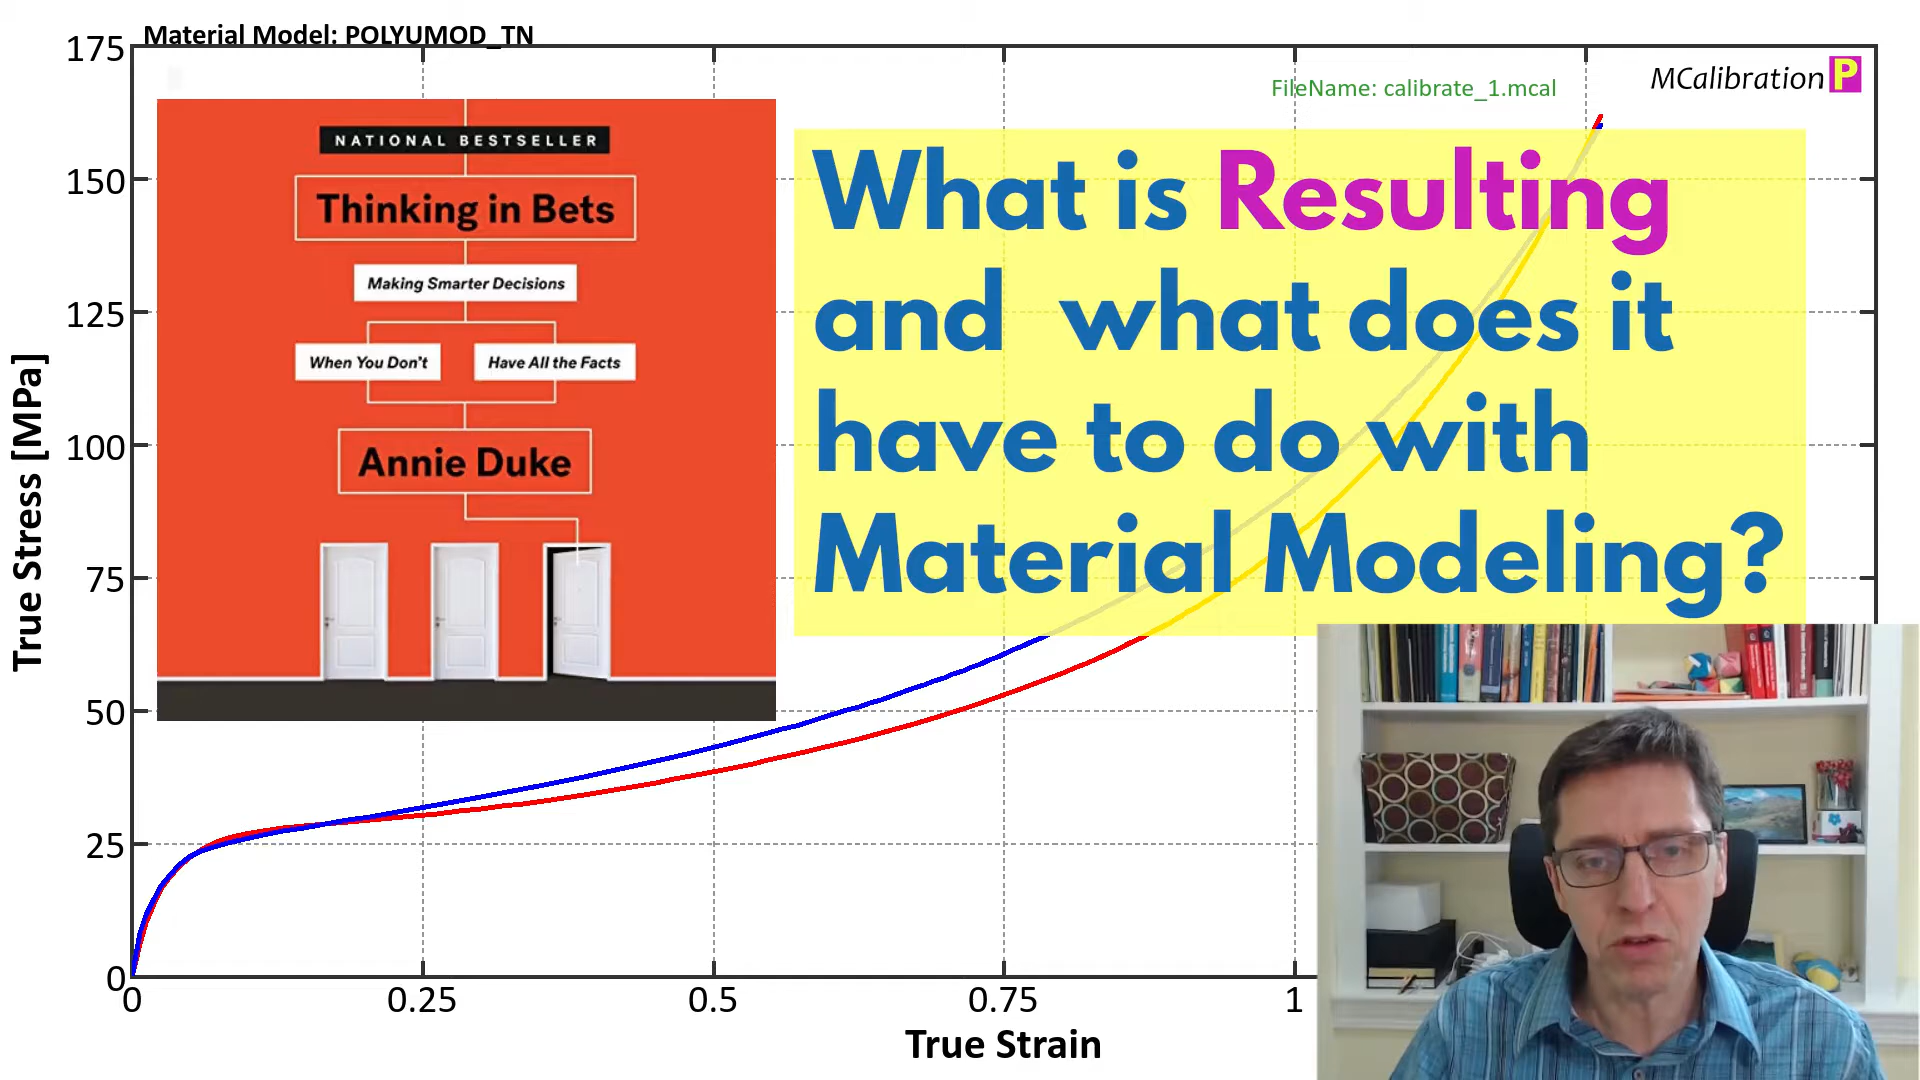 Material Model: POLYUMOD_TN
FileName: calibrate_1.mcal
MCalibration P
NATIONAL BESTSELLER
Thinking in Bets
Making Smarter Decisions
When You Don't
Have All the Facts
Annie Duke
What is Resulting
and what does it
have to do with
Material Modeling?
True Stress [MPa]
175
150
125
100
75
50
25
0
0
0.25
0.5
0.75
1
True Strain